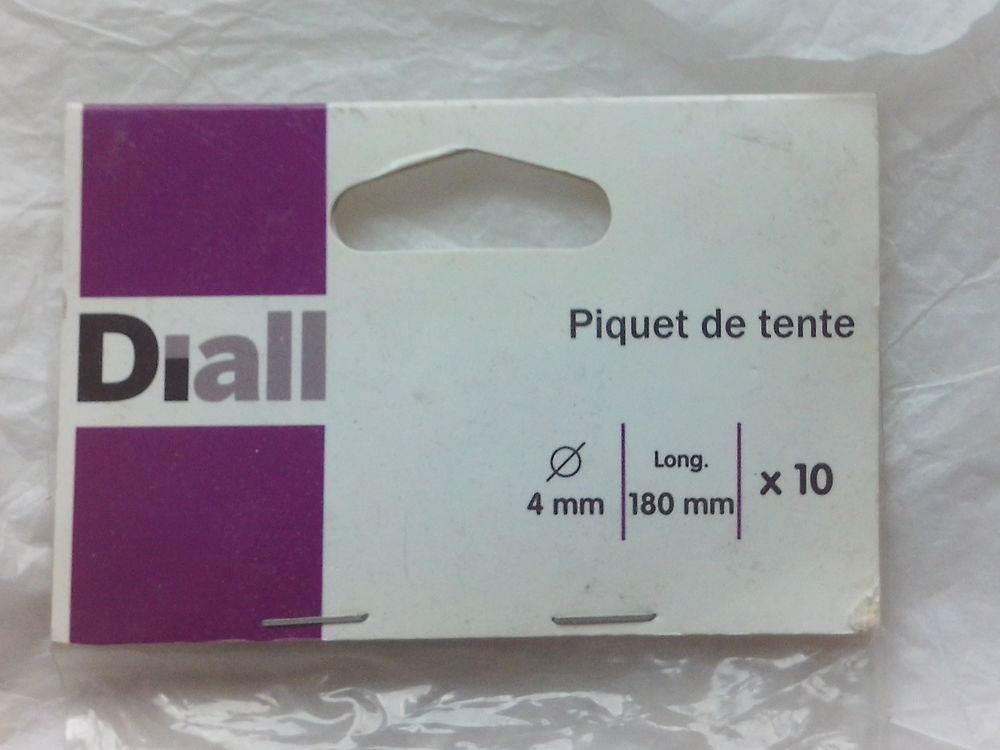 Diall
Piquet de tente
Ø
4 mm
Long.
180 mm
x 10